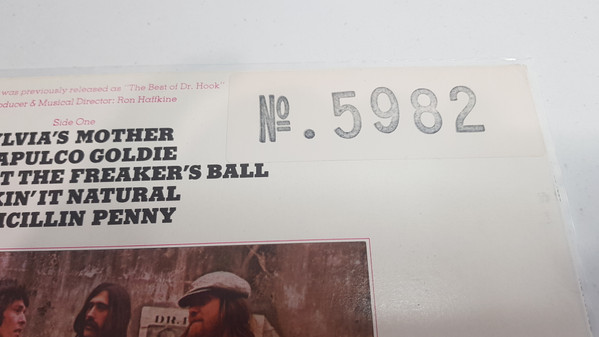 was previously released as "The Best of Dr. Hook"
oducer & Musical Director: Ron Haffkine
Side One
YLVIA'S MOTHER
APULCO GOLDIE
T THE FREAKER'S BALL
KIN' IT NATURAL
ICILLIN PENNY
No. 5982
DR.